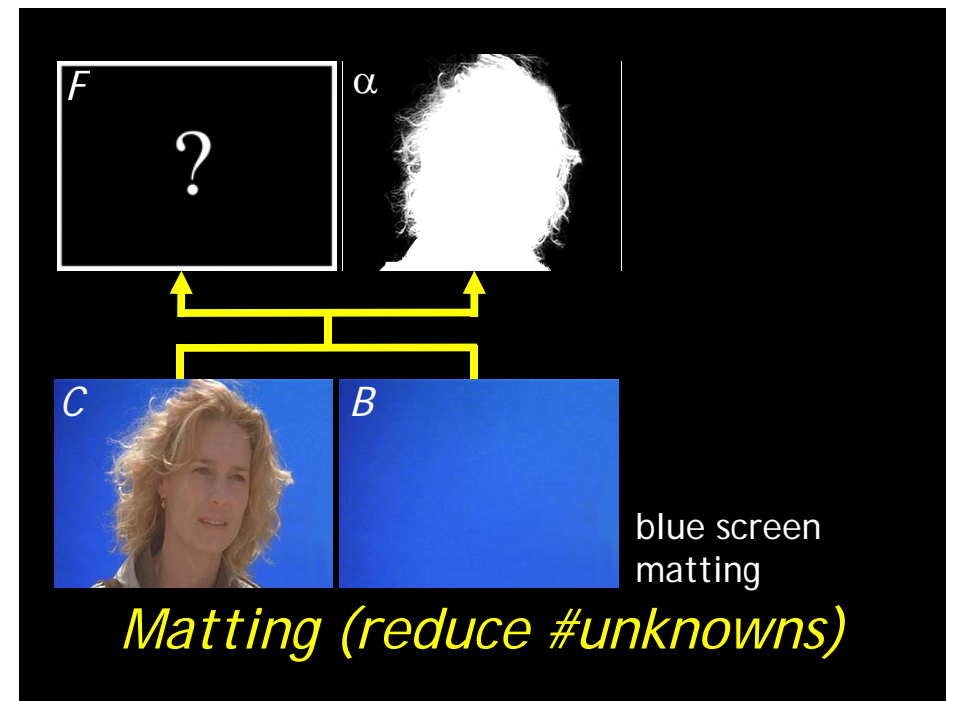 F
α
?
C
B
blue screen
matting
Matting (reduce #unknowns)